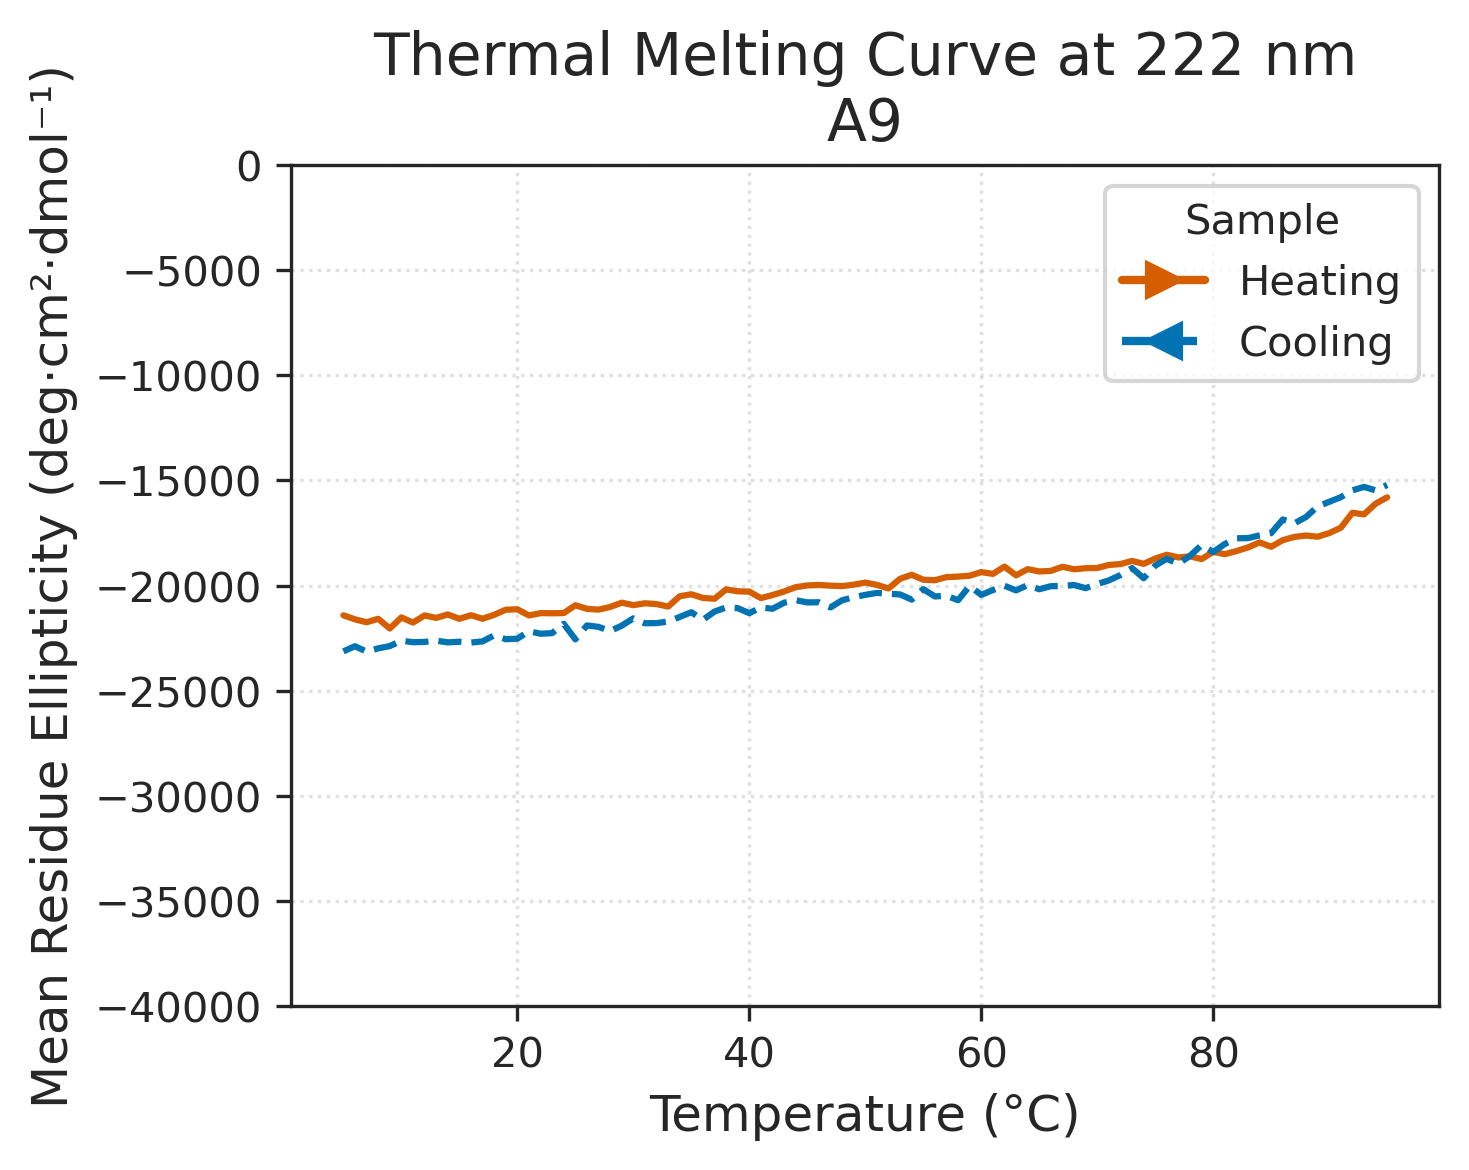 Thermal Melting Curve at 222 nm
A9
Mean Residue Ellipticity (deg·cm²·dmol⁻¹)
0
−5000
−10000
−15000
−20000
−25000
−30000
−35000
−40000
Sample
Heating
Cooling
20 40 60 80
Temperature (°C)